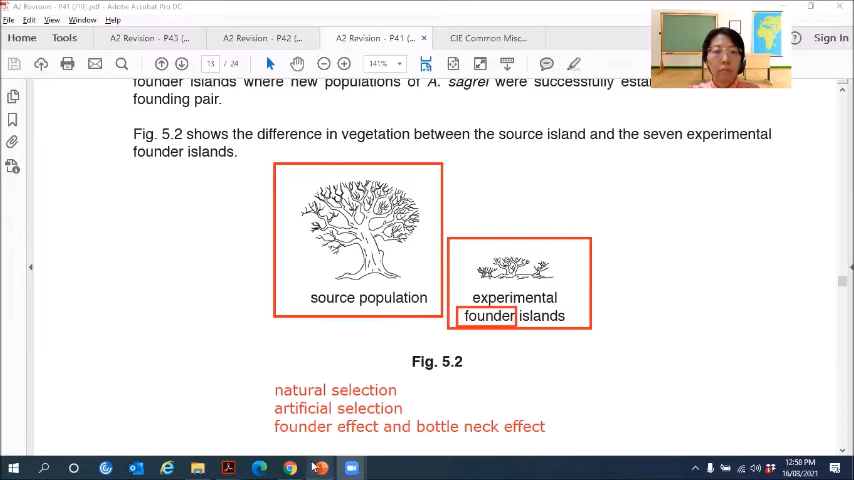 A2 Revision - P41 (J19).pdf - Adobe Acrobat Pro DC
File Edit View Window Help
Home Tools A2 Revision - P43 (... A2 Revision - P42 (... A2 Revision - P41 (... × CIE Common Misc... Sign In
13 / 24 141%
founder islands where new populations of A. sagrei were successfully esta
founding pair.
Fig. 5.2 shows the difference in vegetation between the source island and the seven experimental
founder islands.
source population
experimental
founder islands
Fig. 5.2
natural selection
artificial selection
founder effect and bottle neck effect
12:58 PM
16/08/2021